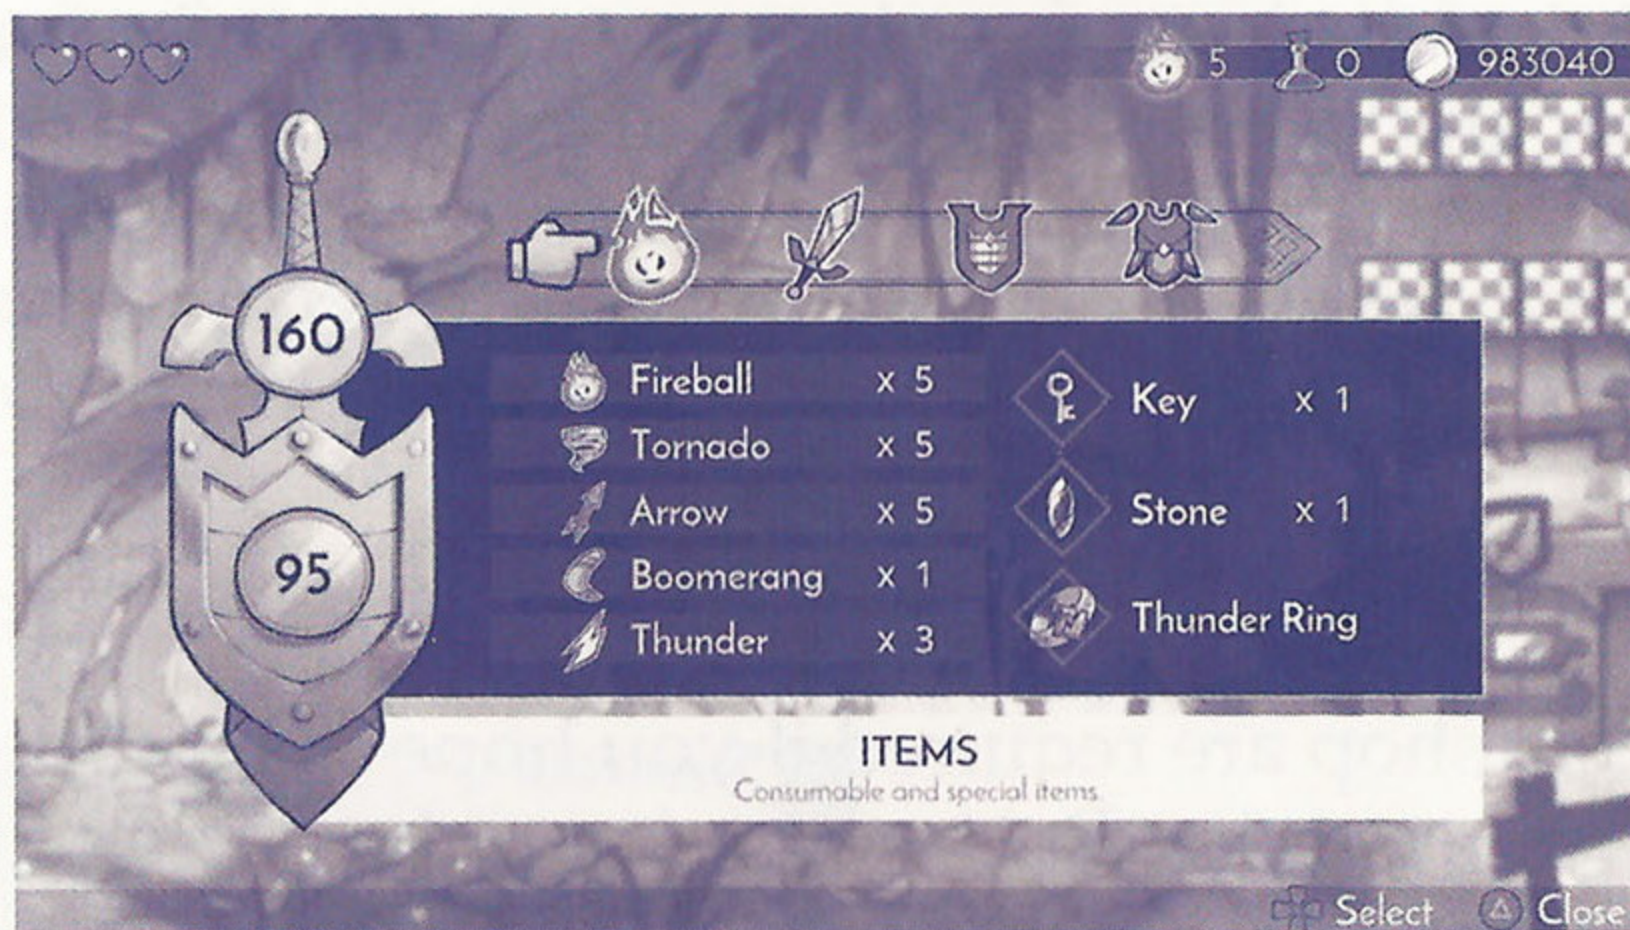 5 0 983040
160
95
Fireball x 5
Tornado x 5
Arrow x 5
Boomerang x 1
Thunder x 3
Key x 1
Stone x 1
Thunder Ring
ITEMS
Consumable and special items
Select Close